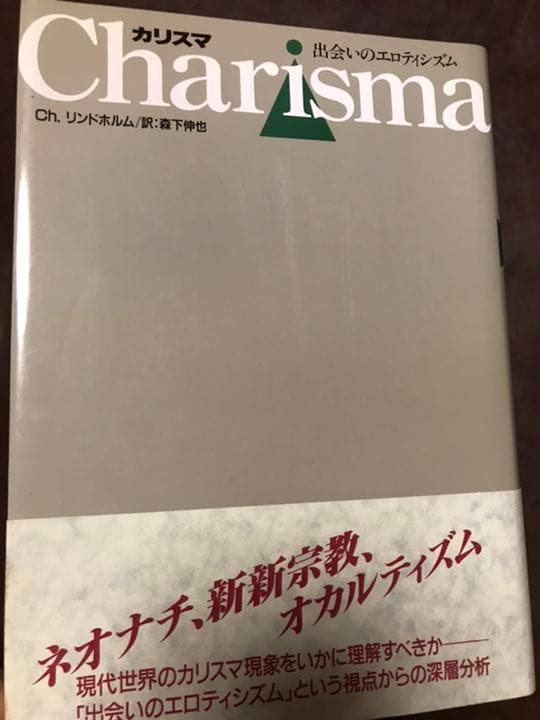 カリスマ
Charisma
出会いのエロティシズム
Ch. リンドホルム/訳:森下伸也
ネオナチ、新新宗教、
オカルティズム
現代世界のカリスマ現象をいかに理解すべきか——
「出会いのエロティシズム」という視点からの深層分析